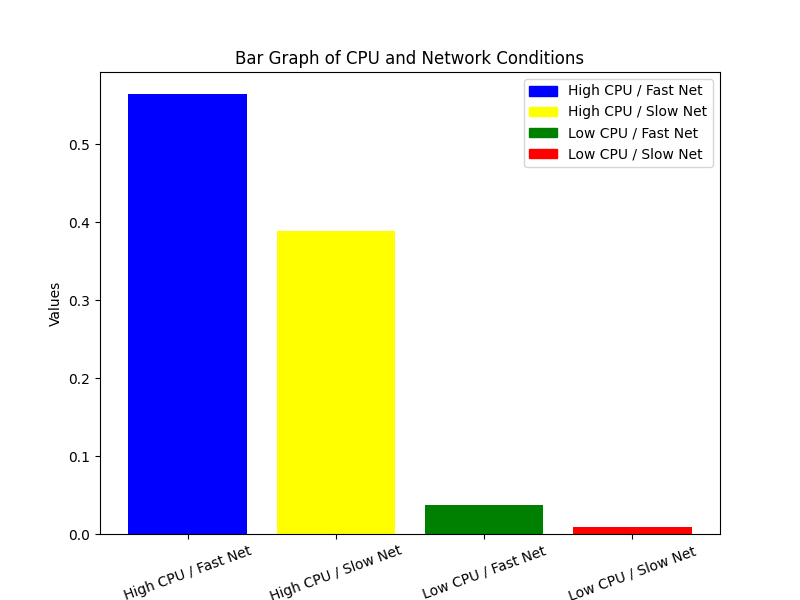 Bar Graph of CPU and Network Conditions
High CPU / Fast Net
High CPU / Slow Net
Low CPU / Fast Net
Low CPU / Slow Net
Values
0.5
0.4
0.3
0.2
0.1
0.0
High CPU / Fast Net
High CPU / Slow Net
Low CPU / Fast Net
Low CPU / Slow Net